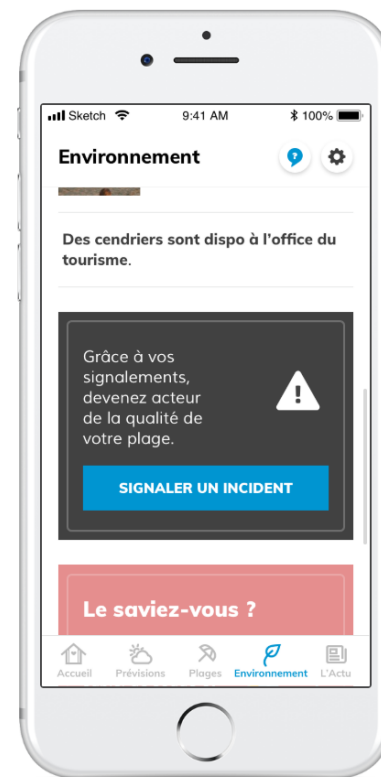 Sketch 9:41 AM 100%
Environnement ?
Des cendriers sont dispo à l'office du
tourisme.
Grâce à vos
signalements,
devenez acteur
de la qualité de
votre plage.
!
SIGNALER UN INCIDENT
Le saviez-vous ?
Accueil Prévisions Plages Environnement L'Actu